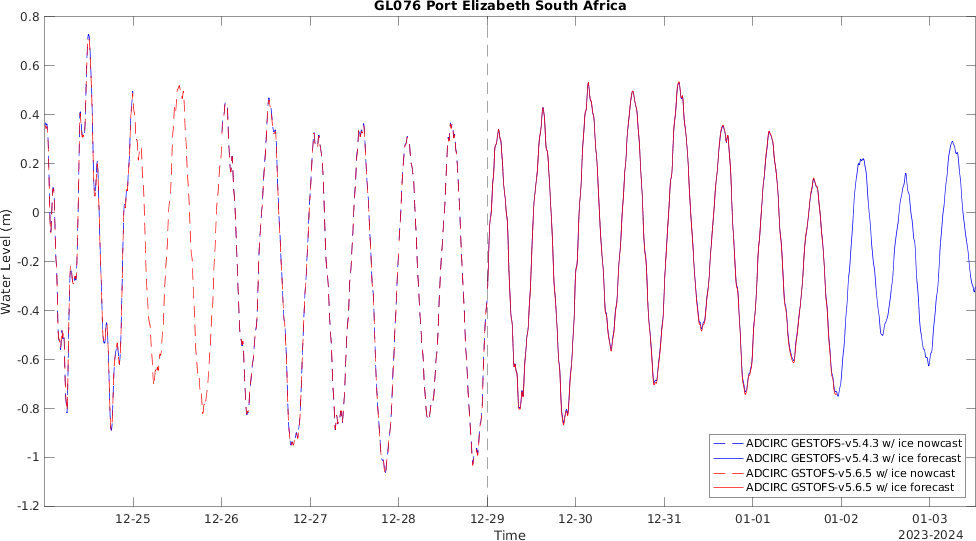 GL076 Port Elizabeth South Africa
0.8
0.6
0.4
0.2
0
-0.2
-0.4
-0.6
-0.8
-1
-1.2
Water Level (m)
ADCIRC GESTOFS-v5.4.3 w/ ice nowcast
ADCIRC GESTOFS-v5.4.3 w/ ice forecast
ADCIRC GSTOFS-v5.6.5 w/ ice nowcast
ADCIRC GSTOFS-v5.6.5 w/ ice forecast
12-25 12-26 12-27 12-28 12-29 12-30 12-31 01-01 01-02 01-03
Time
2023-2024